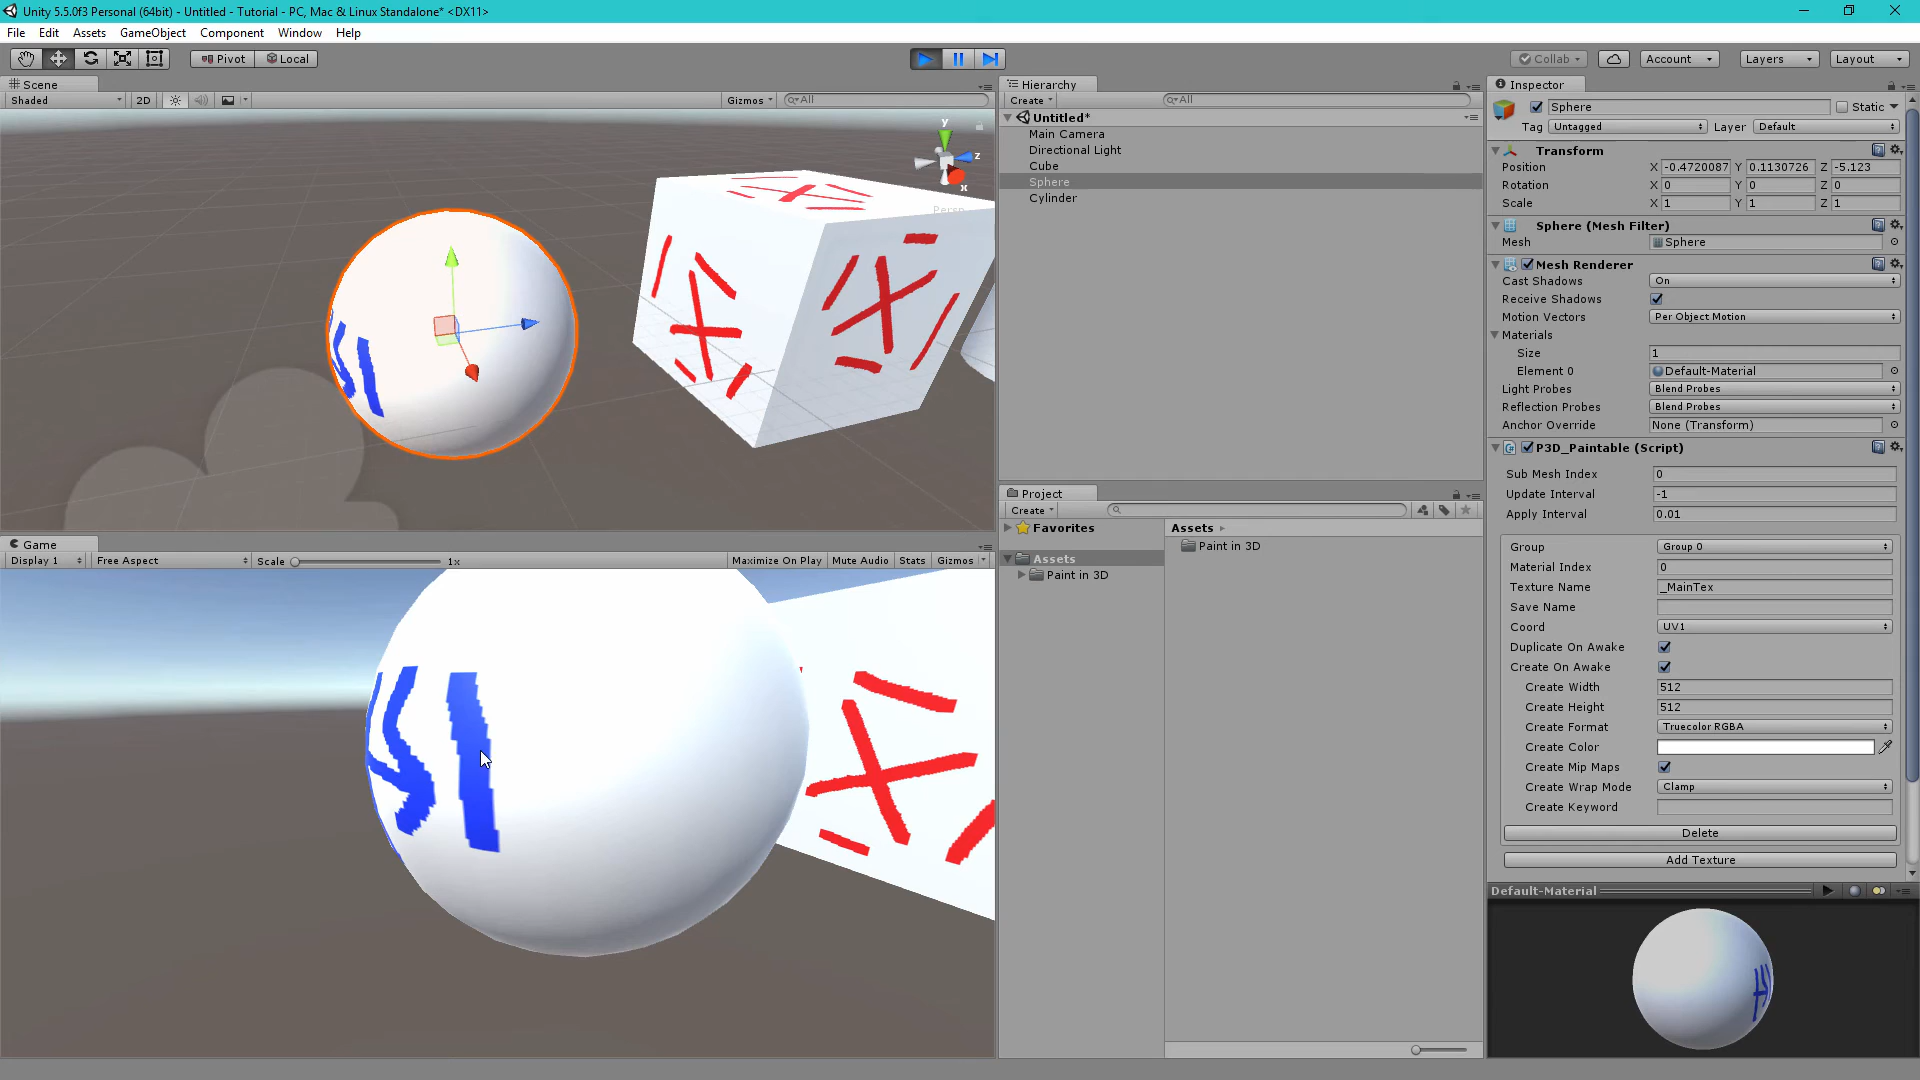 Unity 5.5.0f3 Personal (64bit) - Untitled - Tutorial - PC, Mac & Linux Standalone* <DX11>
File Edit Assets GameObject Component Window Help
Pivot Local Collab Account Layers Layout
Scene
Shaded 2D Gizmos All
y
z
x
Persp
Game
Display 1 Free Aspect Scale 1x Maximize On Play Mute Audio Stats Gizmos
Hierarchy
Create All
Untitled*
Main Camera
Directional Light
Cube
Sphere
Cylinder
Project
Create
Favorites
Assets
Paint in 3D
Assets
Paint in 3D
Inspector
Sphere Static
Tag Untagged Layer Default
Transform
Position X -0.4720087 Y 0.1130726 Z -5.123
Rotation X 0 Y 0 Z 0
Scale X 1 Y 1 Z 1
Sphere (Mesh Filter)
Mesh Sphere
Mesh Renderer
Cast Shadows On
Receive Shadows
Motion Vectors Per Object Motion
Materials
Size 1
Element 0 Default-Material
Light Probes Blend Probes
Reflection Probes Blend Probes
Anchor Override None (Transform)
P3D_Paintable (Script)
Sub Mesh Index 0
Update Interval -1
Apply Interval 0.01
Group Group 0
Material Index 0
Texture Name _MainTex
Save Name
Coord UV1
Duplicate On Awake
Create On Awake
Create Width 512
Create Height 512
Create Format Truecolor RGBA
Create Color
Create Mip Maps
Create Wrap Mode Clamp
Create Keyword
Delete
Add Texture
Default-Material